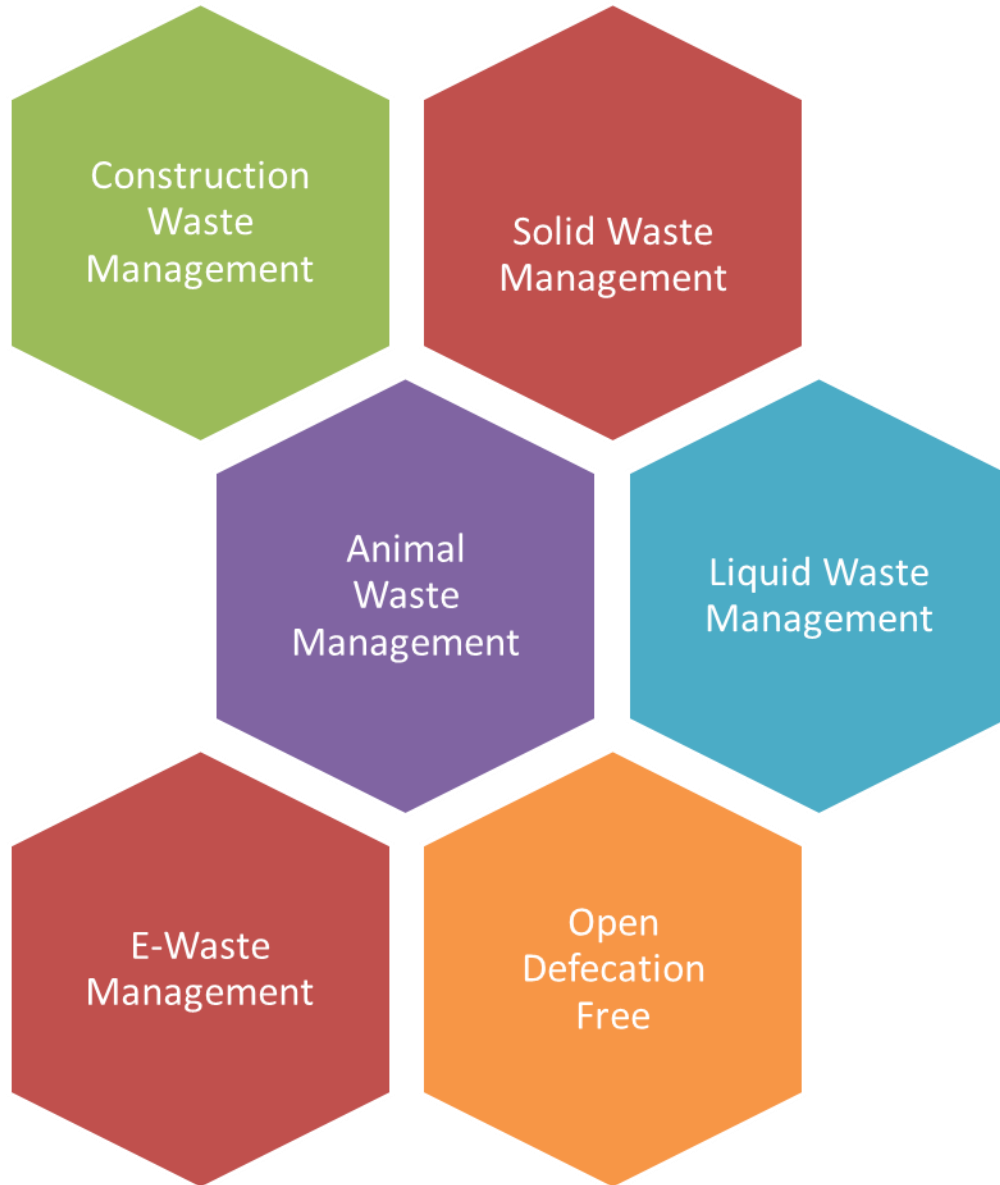 Construction
Waste
Management
Solid Waste
Management
Animal
Waste
Management
Liquid Waste
Management
E-Waste
Management
Open
Defecation
Free